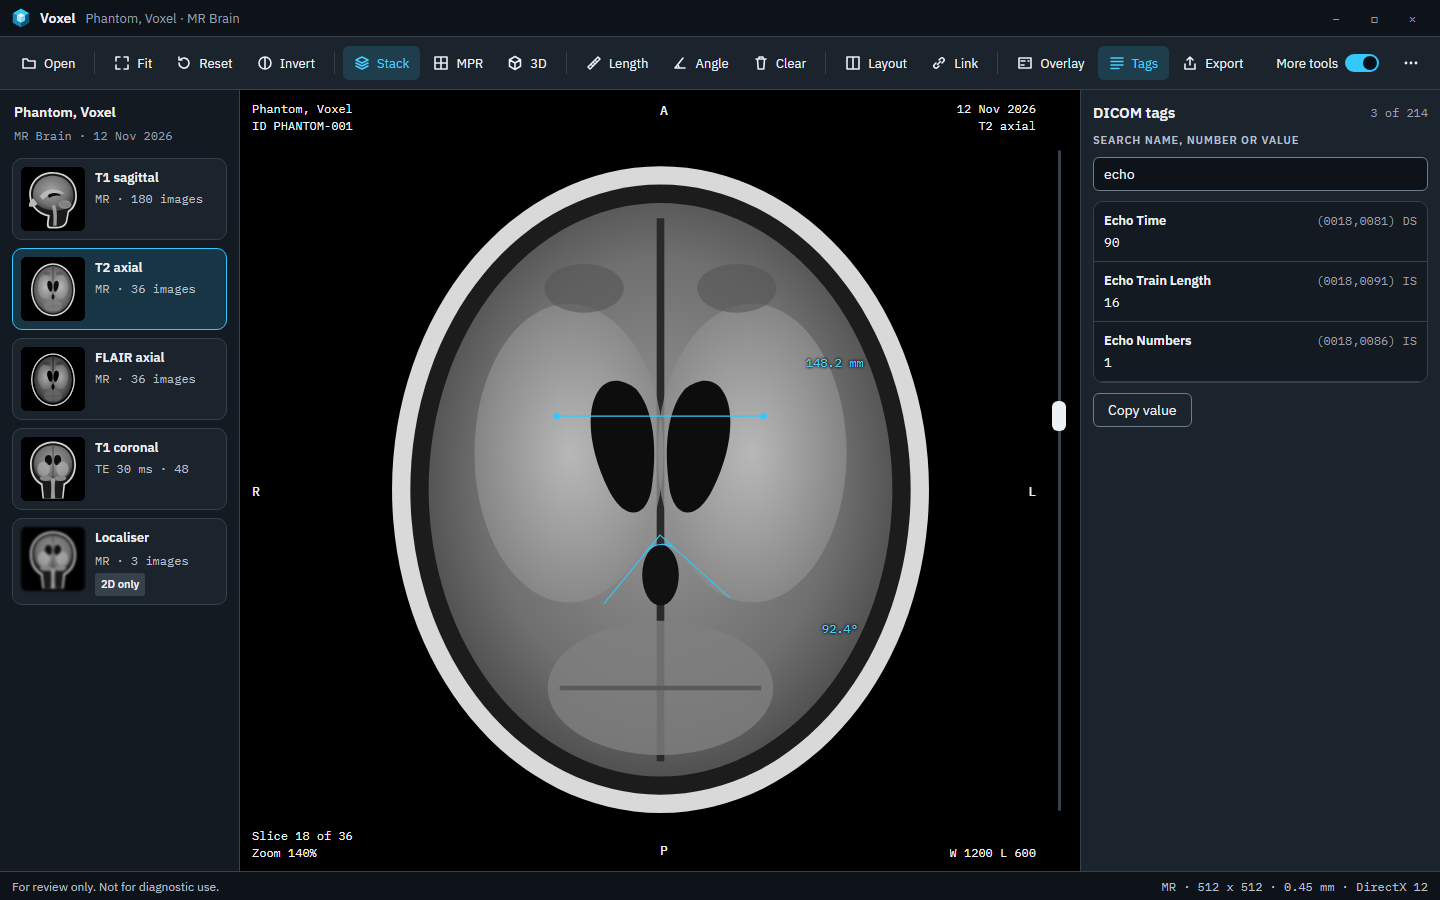 Voxel Phantom, Voxel · MR Brain
Open Fit Reset Invert Stack MPR 3D Length Angle Clear Layout Link Overlay Tags Export More tools
Phantom, Voxel
MR Brain · 12 Nov 2026
T1 sagittal
MR · 180 images
T2 axial
MR · 36 images
FLAIR axial
MR · 36 images
T1 coronal
TE 30 ms · 48
Localiser
MR · 3 images
2D only
Phantom, Voxel
ID PHANTOM-001
A
12 Nov 2026
T2 axial
148.2 mm
R
L
92.4°
Slice 18 of 36
Zoom 140%
P
W 1200 L 600
DICOM tags 3 of 214
SEARCH NAME, NUMBER OR VALUE
echo
Echo Time (0018,0081) DS
90
Echo Train Length (0018,0091) IS
16
Echo Numbers (0018,0086) IS
1
Copy value
For review only. Not for diagnostic use.
MR · 512 x 512 · 0.45 mm · DirectX 12